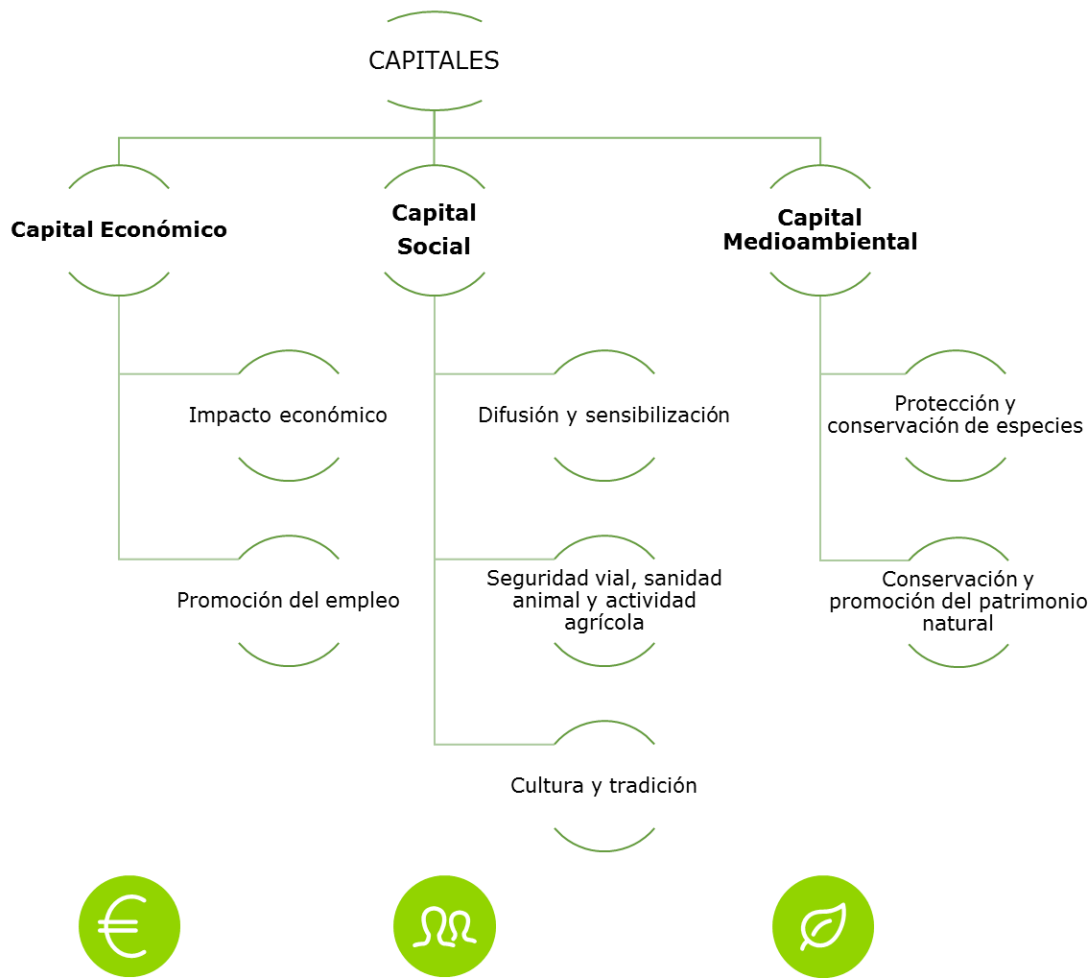 CAPITALES
Capital Económico
Capital
Social
Capital
Medioambiental
Impacto económico
Difusión y sensibilización
Protección y
conservación de especies
Promoción del empleo
Seguridad vial, sanidad
animal y actividad
agrícola
Conservación y
promoción del patrimonio
natural
Cultura y tradición
€